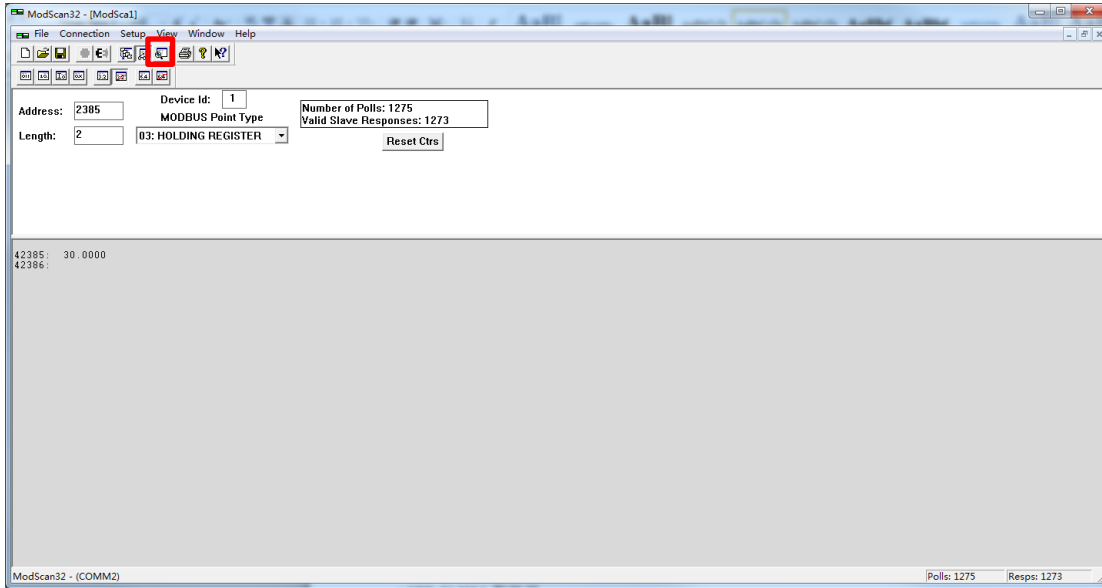 ModScan32 - [ModSca1]
File Connection Setup View Window Help
Address: 2385
Device Id: 1
MODBUS Point Type
Length: 2
03: HOLDING REGISTER
Number of Polls: 1275
Valid Slave Responses: 1273
Reset Ctrs
42385: 30.0000
42386:
ModScan32 - (COMM2)
Polls: 1275
Resps: 1273